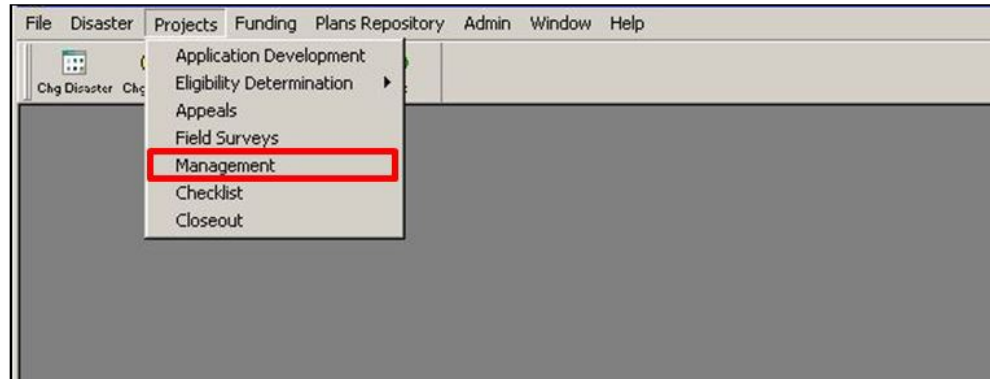 File Disaster Projects Funding Plans Repository Admin Window Help
Application Development
Chg Disaster
Eligibility Determination
Appeals
Field Surveys
Management
Checklist
Closeout